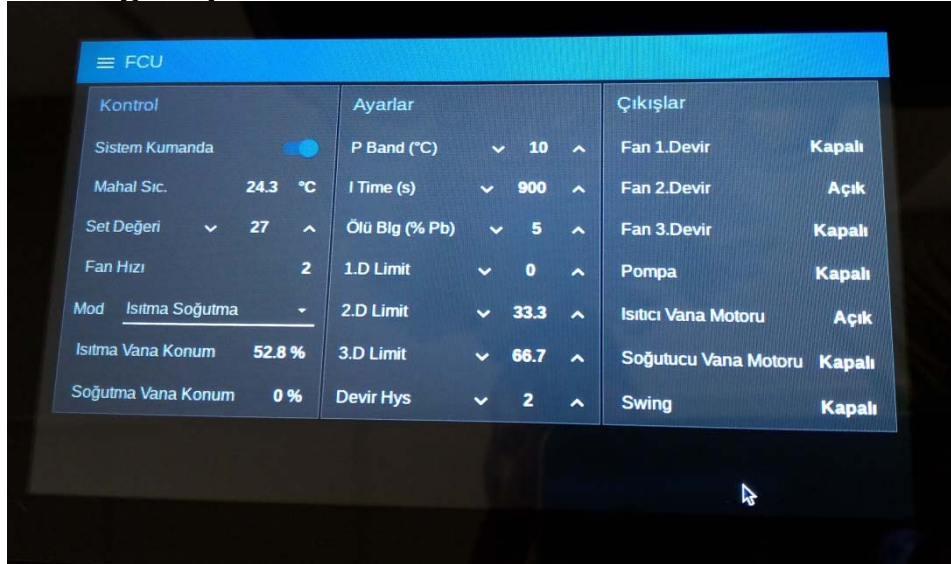 FCU
Kontrol
Sistem Kumanda
Mahal Sıc. 24.3 °C
Set Değeri 27
Fan Hızı 2
Mod Isıtma Soğutma
Isıtma Vana Konum 52.8 %
Soğutma Vana Konum 0 %
Ayarlar
P Band (°C) 10
I Time (s) 900
Ölü Blg (% Pb) 5
1.D Limit 0
2.D Limit 33.3
3.D Limit 66.7
Devir Hys 2
Çıkışlar
Fan 1.Devir Kapalı
Fan 2.Devir Açık
Fan 3.Devir Kapalı
Pompa Kapalı
Isıtıcı Vana Motoru Açık
Soğutucu Vana Motoru Kapalı
Swing Kapalı